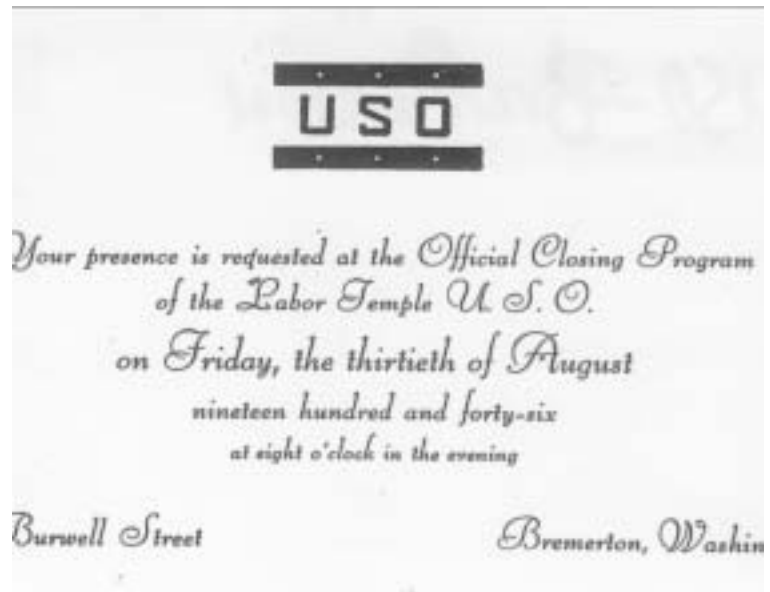 USO
Your presence is requested at the Official Closing Program
of the Labor Temple U. S. O.
on Friday, the thirtieth of August
nineteen hundred and forty-six
at eight o'clock in the evening
Burwell Street
Bremerton, Washin